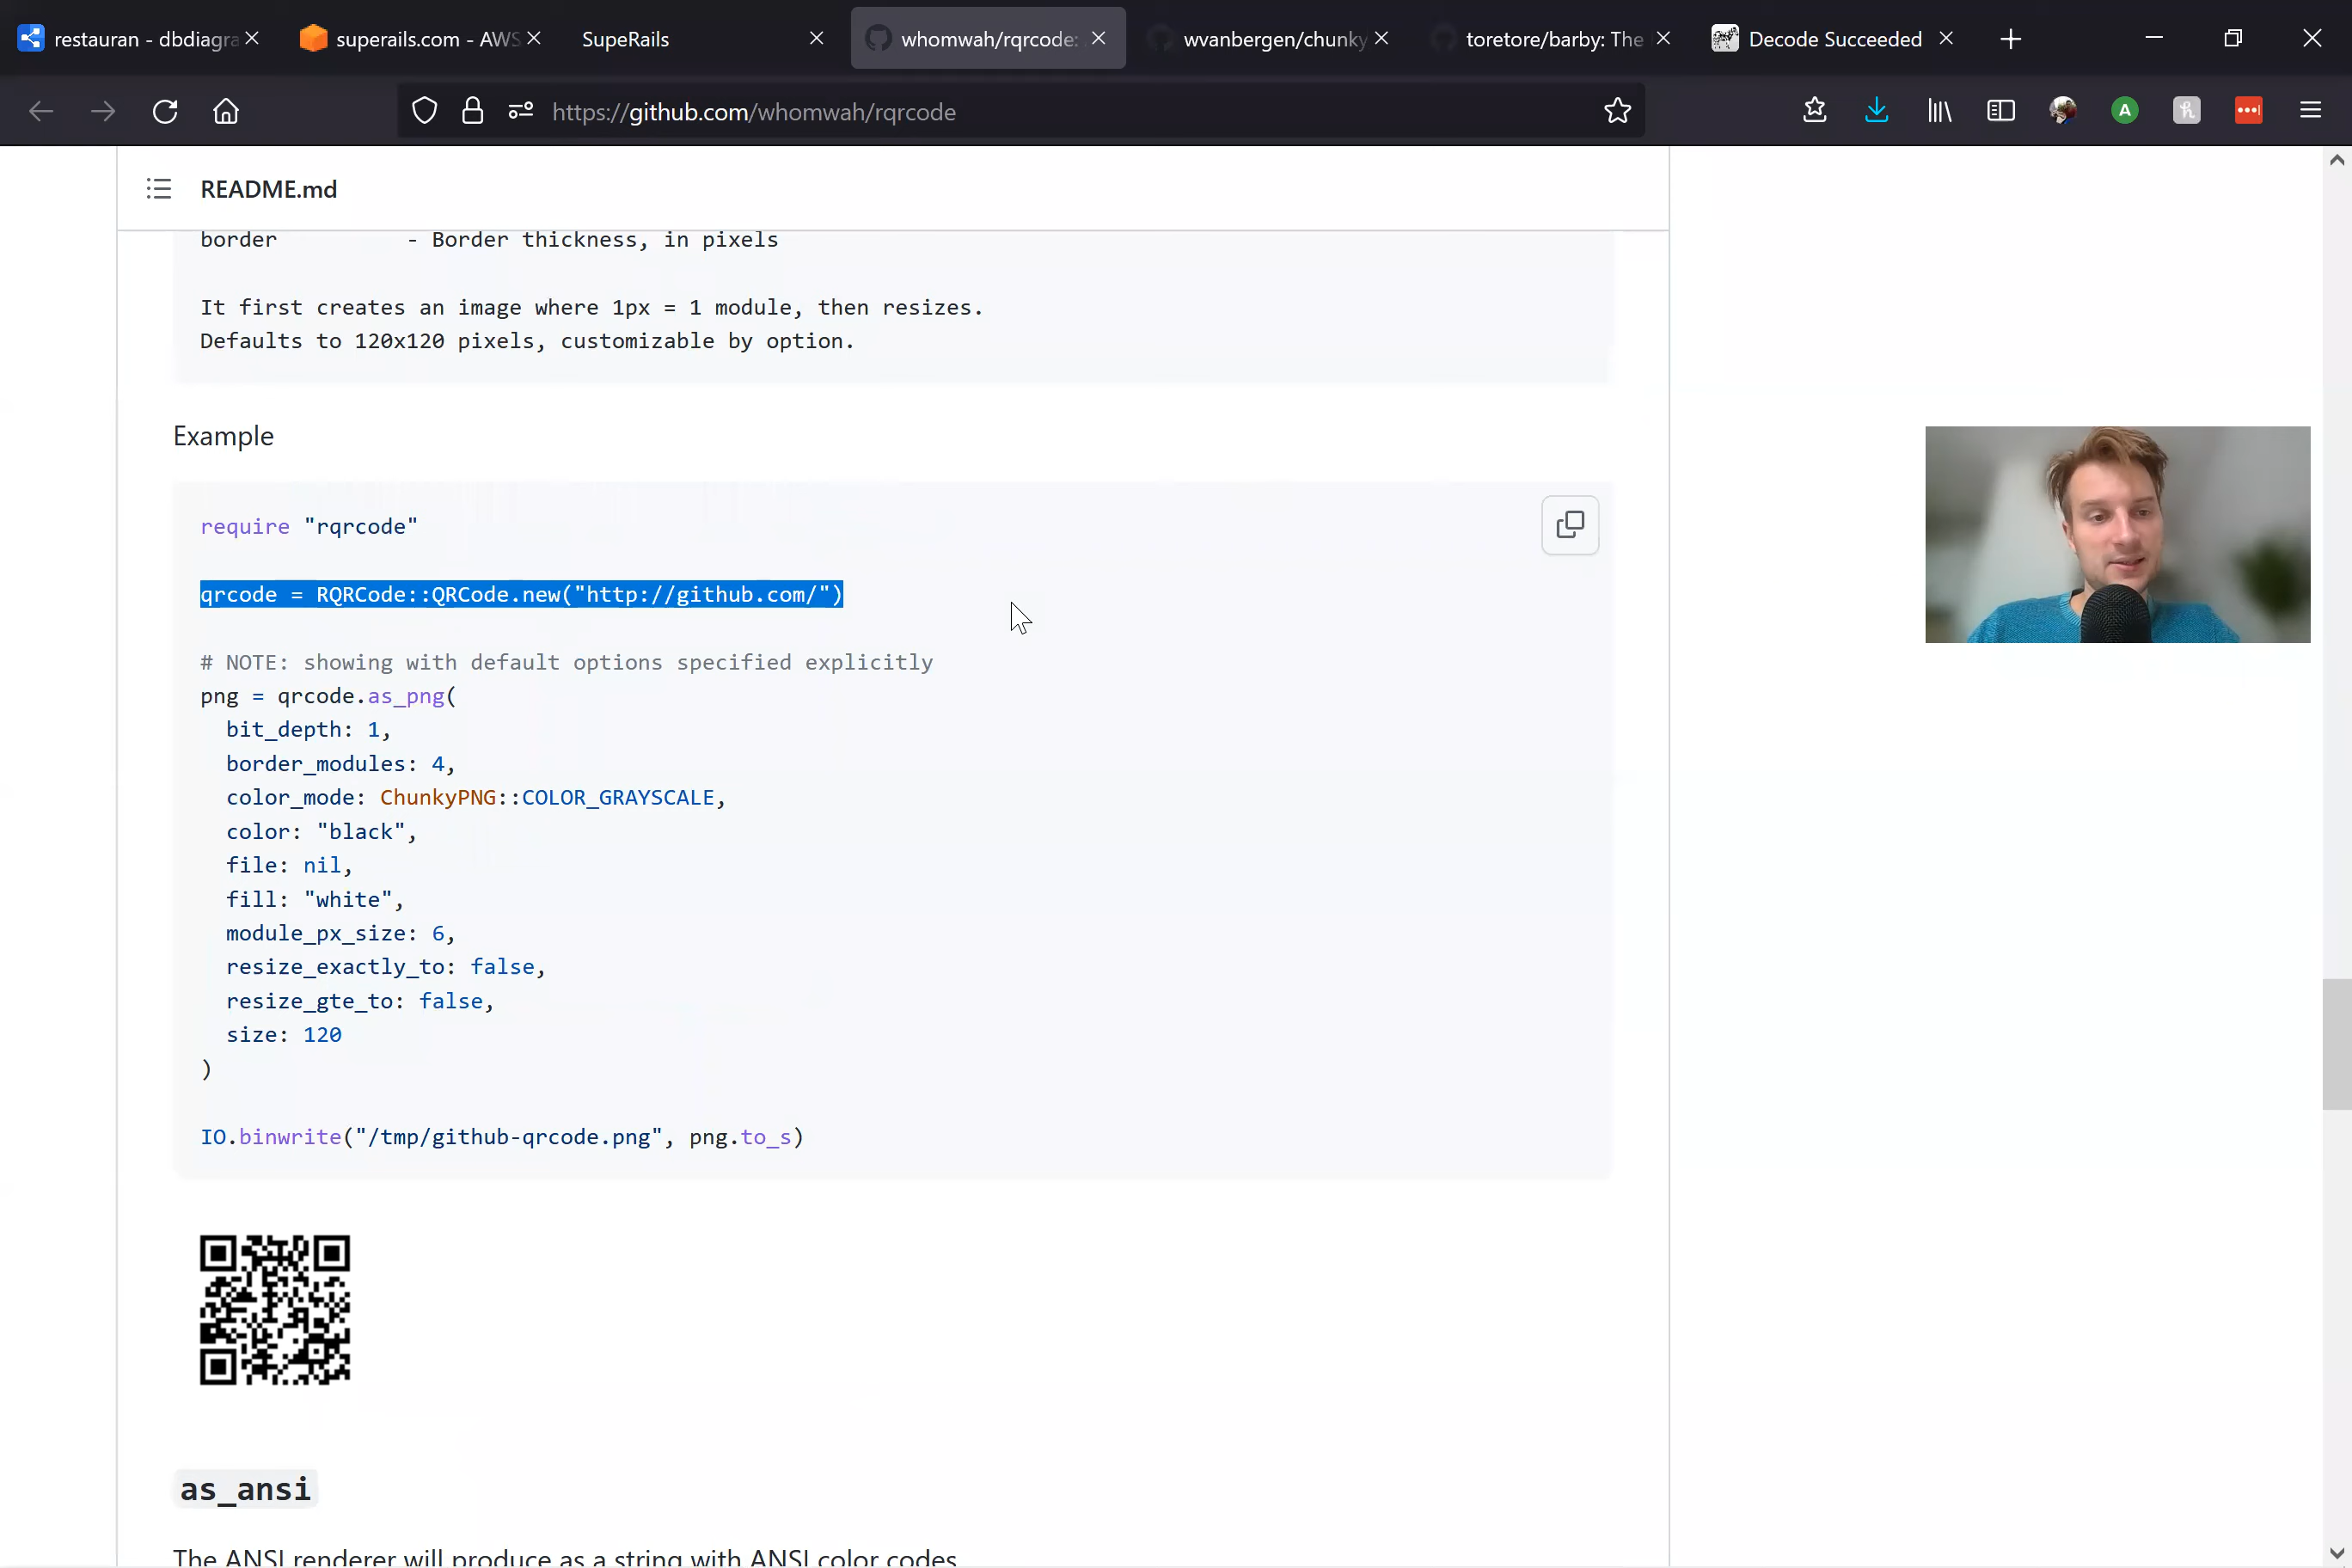 restauran - dbdiagra
superails.com - AWS
SupeRails
whomwah/rqrcode:
wvanbergen/chunky
toretore/barby: The
Decode Succeeded
https://github.com/whomwah/rqrcode
A
README.md
border - Border thickness, in pixels
It first creates an image where 1px = 1 module, then resizes.
Defaults to 120x120 pixels, customizable by option.
Example
require "rqrcode"
qrcode = RQRCode::QRCode.new("http://github.com/")
# NOTE: showing with default options specified explicitly
png = qrcode.as_png(
bit_depth: 1,
border_modules: 4,
color_mode: ChunkyPNG::COLOR_GRAYSCALE,
color: "black",
file: nil,
fill: "white",
module_px_size: 6,
resize_exactly_to: false,
resize_gte_to: false,
size: 120
)
IO.binwrite("/tmp/github-qrcode.png", png.to_s)
as_ansi
The ANSI renderer will produce as a string with ANSI color codes